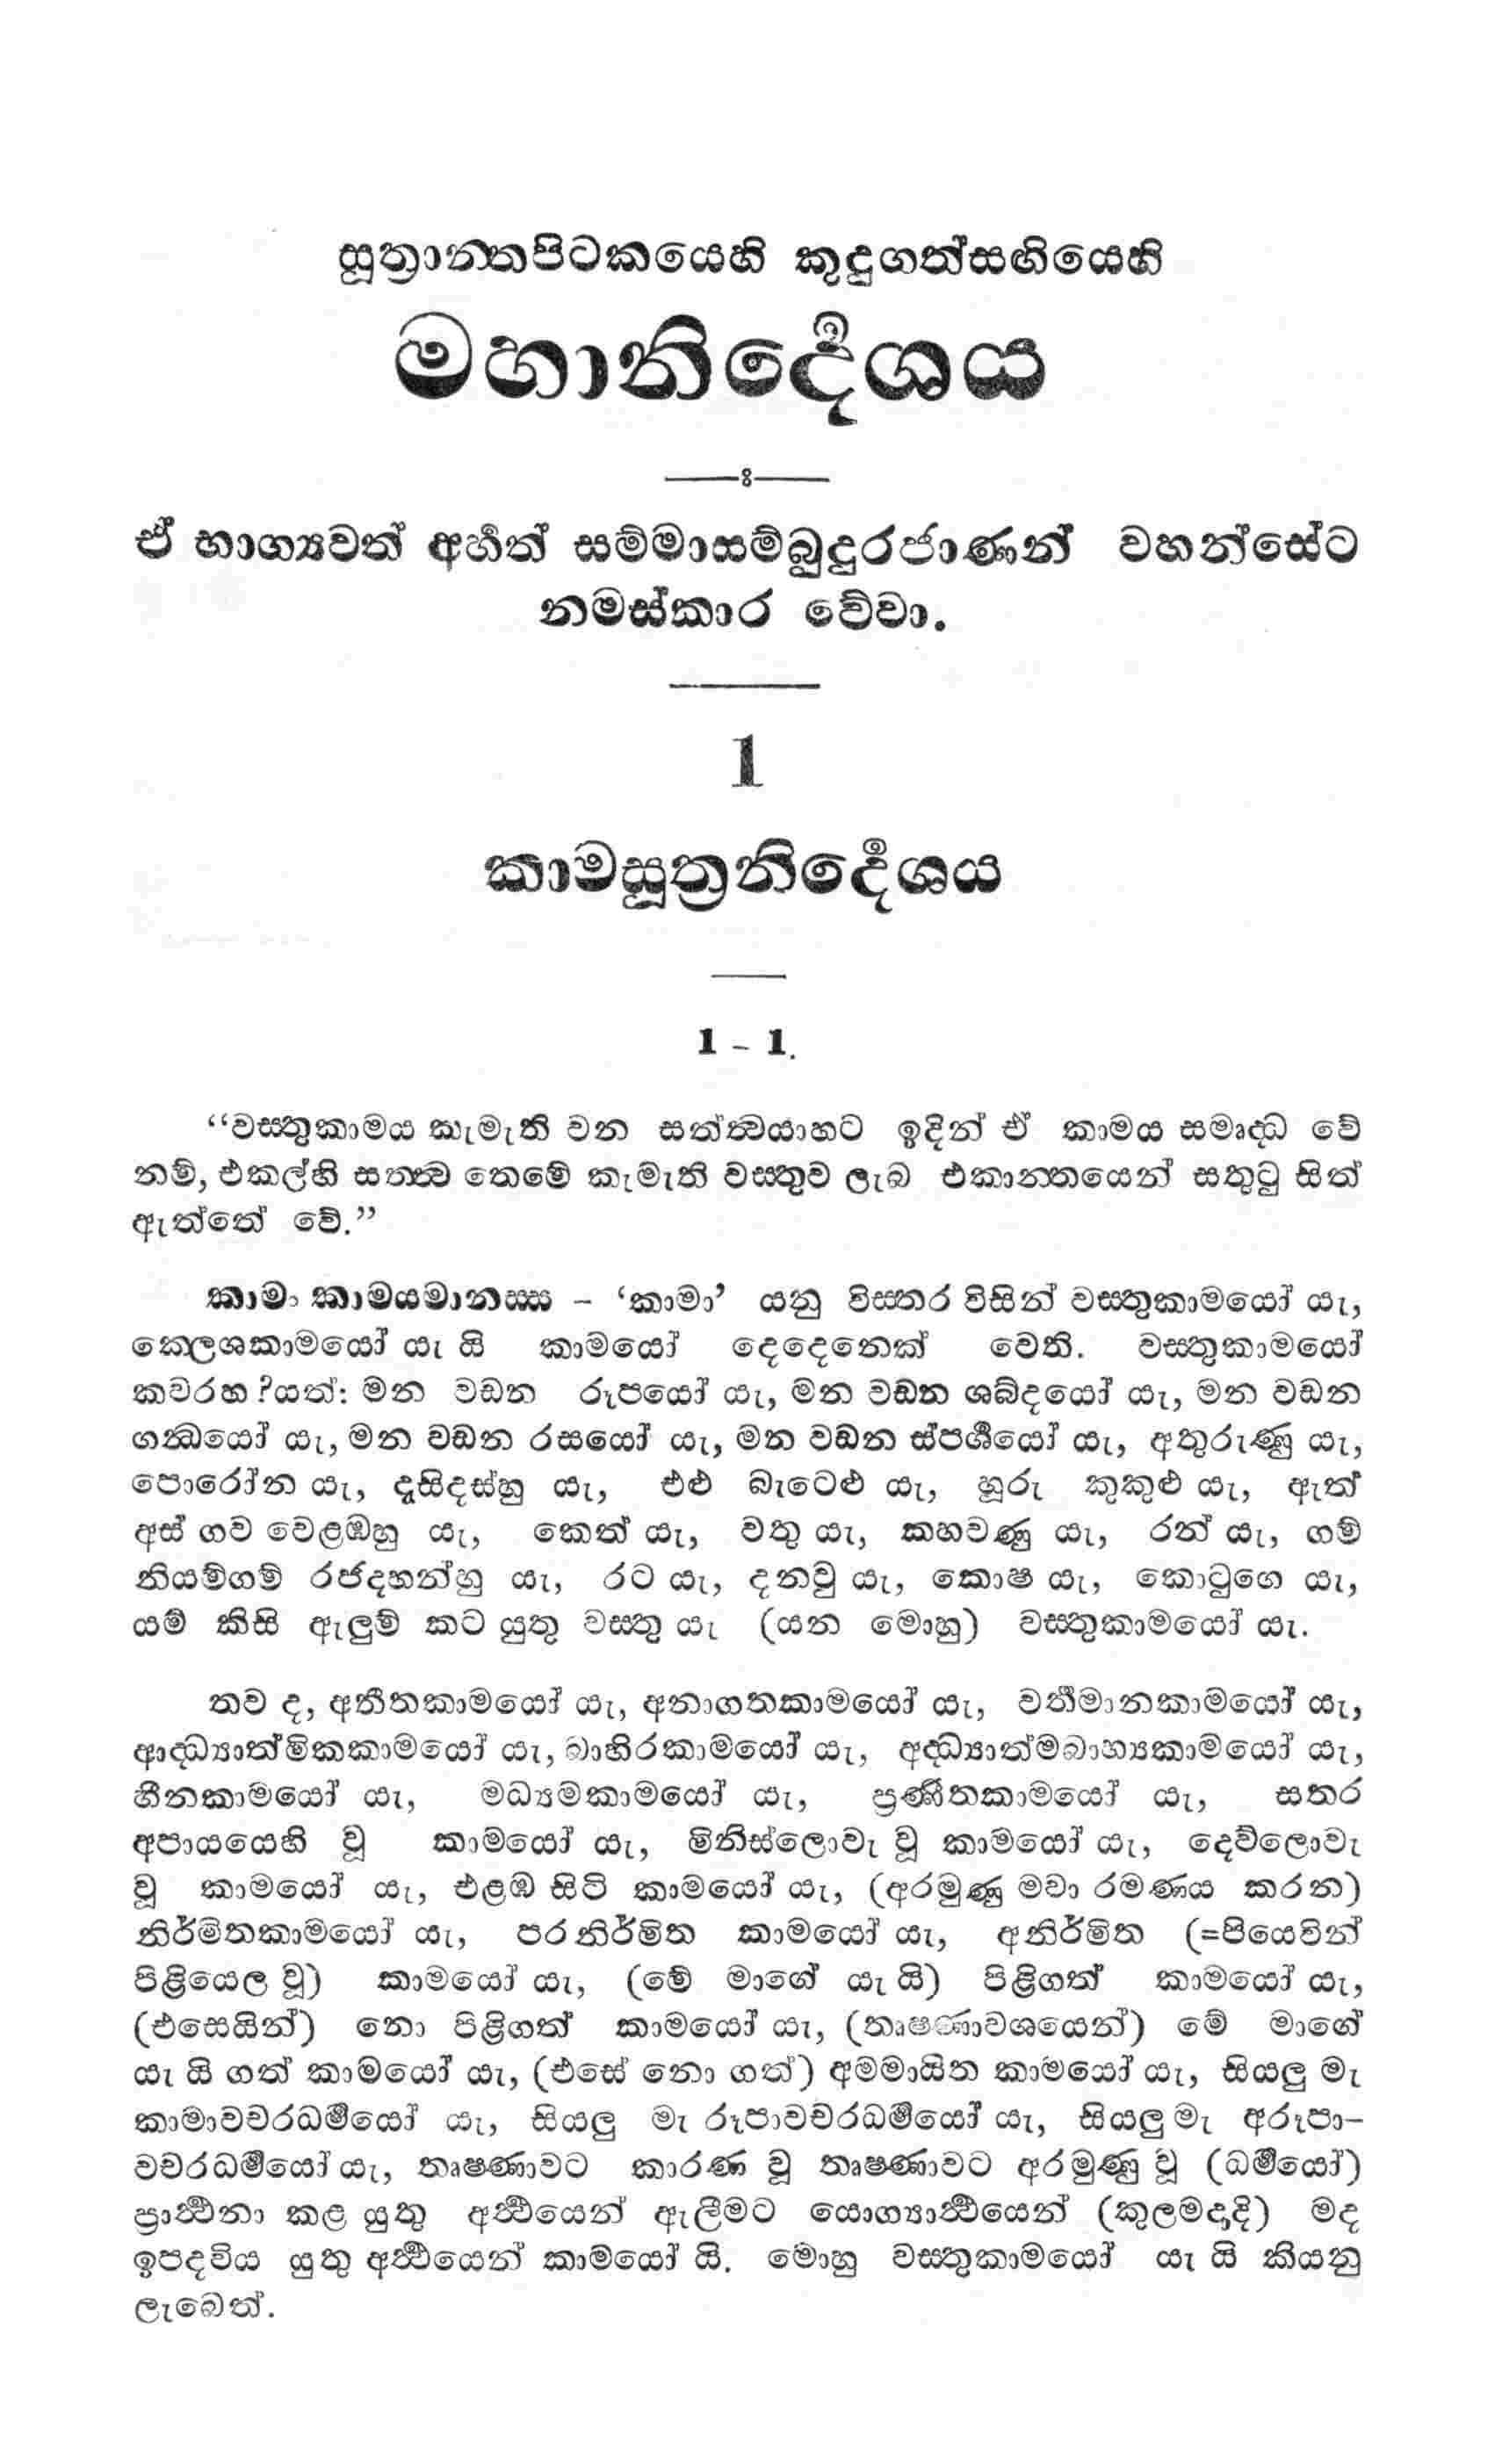 සූත්‍රාන්තපිටකයෙහි කුදුගත්සඟියෙහි
මහානිර්දේශය
ඒ භාග්‍යවත් අර්හත් සම්මාසම්බුදුරජාණන් වහන්සේට
නමස්කාර වේවා.
1
කාමසූත්‍රනිර්දේශය
1 - 1.
“වස්තුකාමය කැමැති වන සත්ත්‍වයාහට ඉදින් ඒ කාමය සමෘද්ධ වේ
නම්, එකල්හි සත්ත්‍ව තෙමේ කැමැති වස්තුව ලැබ එකාන්තයෙන් සතුටු සිත්
ඇත්තේ වේ.”
කාමං කාමයමානස්ස – ‘කාමා’ යනු විස්තර විසින් වස්තුකාමයෝ යැ,
ක්ලෙශකාමයෝ යැ යි කාමයෝ දෙදෙනෙක් වෙති. වස්තුකාමයෝ
කවරහ ?යත්: මන වඩන රූපයෝ යැ, මන වඩන ශබ්දයෝ යැ, මන වඩන
ගන්ධයෝ යැ, මන වඩන රසයෝ යැ, මන වඩන ස්පර්ශයෝ යැ, අතුරුණු යැ,
පොරෝන යැ, දැසිදස්හු යැ, එළු බැටෙළු යැ, හූරු කුකුළු යැ, ඇත්
අස් ගව වෙළඹහු යැ, කෙත් යැ, වතු යැ, කහවණු යැ, රන් යැ, ගම්
නියම්ගම් රජදහන්හු යැ, රට යැ, දනවු යැ, කොෂ යැ, කොටුගෙ යැ,
යම් කිසි ඇලුම් කට යුතු වස්තු යැ (යන මොහු) වස්තුකාමයෝ යැ.
තව ද, අතීතකාමයෝ යැ, අනාගතකාමයෝ යැ, වර්තමානකාමයෝ යැ,
ආද්ධ්‍යාත්මිකකාමයෝ යැ, බාහිරකාමයෝ යැ, අද්ධ්‍යාත්මබාහ්‍යකාමයෝ යැ,
හීනකාමයෝ යැ, මධ්‍යමකාමයෝ යැ, ප්‍රණීතකාමයෝ යැ, සතර
අපායයෙහි වූ කාමයෝ යැ, මිනිස්ලොවැ වූ කාමයෝ යැ, දෙව්ලොවැ
වූ කාමයෝ යැ, එළඹ සිටි කාමයෝ යැ, (අරමුණු මවා රමණය කරන)
නිර්මිතකාමයෝ යැ, පරනිර්මිත කාමයෝ යැ, අනිර්මිත (=පියෙවින්
පිළියෙල වූ) කාමයෝ යැ, (මේ මාගේ යැ යි) පිළිගත් කාමයෝ යැ,
(එසෙයින්) නො පිළිගත් කාමයෝ යැ, (තෘෂ්ණාවශයෙන්) මේ මාගේ
යැ යි ගත් කාමයෝ යැ, (එසේ නො ගත්) අමමායිත කාමයෝ යැ, සියලු මැ
කාමාවචරධර්මයෝ යැ, සියලු මැ රූපාවචරධර්මයෝ යැ, සියලු මැ අරූපා–
වචරධර්මයෝ යැ, තෘෂ්ණාවට කාරණ වූ තෘෂ්ණාවට අරමුණු වූ (ධර්මයෝ)
ප්‍රාර්ත්ථනා කළ යුතු අර්ත්ථයෙන් ඇලීමට යොග්‍යාර්ත්ථයෙන් (කුලමදාදි) මද
ඉපදවිය යුතු අර්ත්ථයෙන් කාමයෝ යි. මොහු වස්තුකාමයෝ යැ යි කියනු
ලැබෙත්.